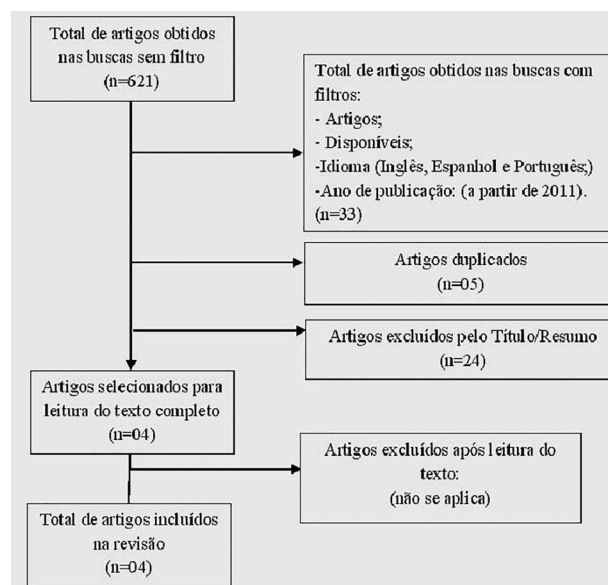 Total de artigos obtidos
nas buscas sem filtro
(n=621)
Total de artigos obtidos nas buscas com
filtros:
- Artigos;
- Disponíveis;
-Idioma (Inglês, Espanhol e Português;)
-Ano de publicação: (a partir de 2011).
(n=33)
Artigos duplicados
(n=05)
Artigos excluídos pelo Título/Resumo
(n=24)
Artigos selecionados para
leitura do texto completo
(n=04)
Artigos excluídos após leitura do
texto:
(não se aplica)
Total de artigos incluídos
na revisão
(n=04)